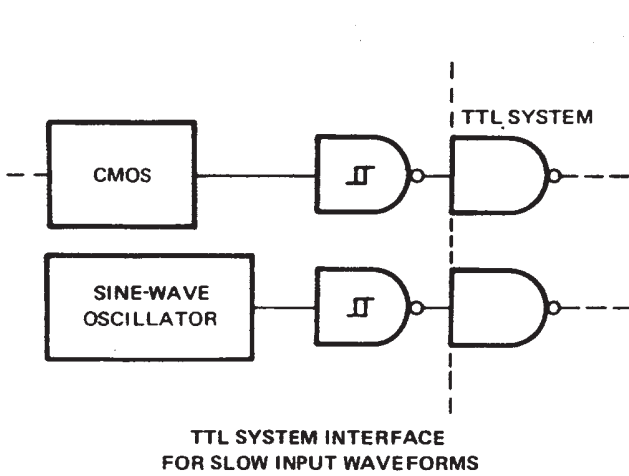 TTL SYSTEM
CMOS
SINE-WAVE
OSCILLATOR
TTL SYSTEM INTERFACE
FOR SLOW INPUT WAVEFORMS